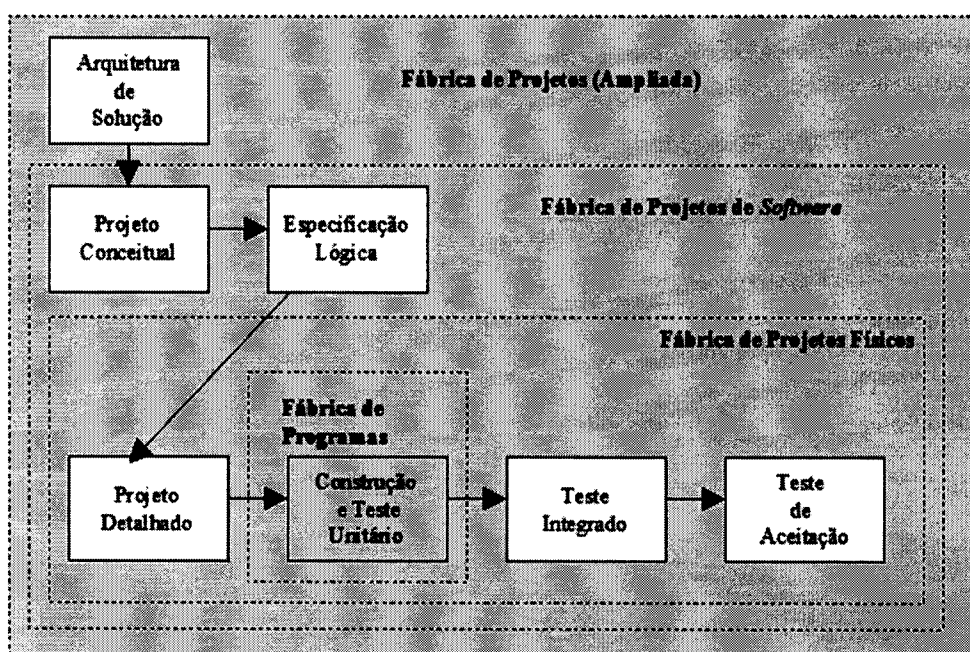 Arquitetura
de
Solução
Fábrica de Projetos (Ampliada)
Projeto
Conceitual
Especificação
Lógica
Fábrica de Projetos de Software
Fábrica de Projetos Físicos
Fábrica de
Programas
Projeto
Detalhado
Construção
e Teste
Unitário
Teste
Integrado
Teste
de
Aceitação